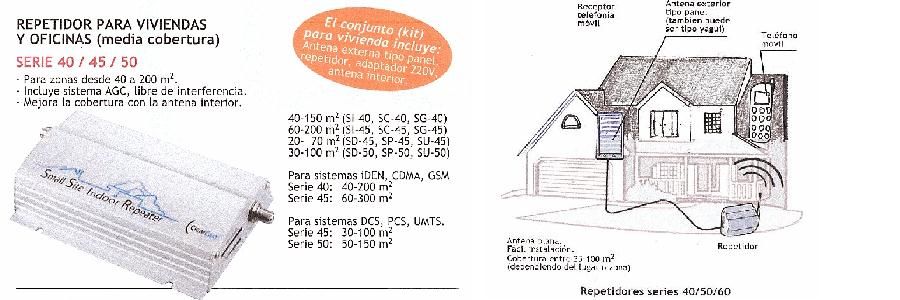 REPETIDOR PARA VIVIENDAS
Y OFICINAS (media cobertura)
SERIE 40 / 45 / 50
- Para zonas desde 40 a 200 m².
- Incluye sistema AGC, libre de interferencia.
- Mejora la cobertura con la antena interior.
El conjunto (kit)
para vivienda incluye:
Antena externa tipo panel,
repetidor, adaptador 220V,
antena interior.
40-150 m² (SI-40, SC-40, SG-40)
60-200 m² (SI-45, SC-45, SG-45)
20- 70 m² (SD-45, SP-45, SU-45)
30-100 m² (SD-50, SP-50, SU-50)
Para sistemas iDEN, CDMA, GSM
Serie 40: 40-200 m²
Serie 45: 60-300 m²
Para sistemas DCS, PCS, UMTS.
Serie 45: 30-100 m²
Serie 50: 50-150 m²
Small Site Indoor Repeater
Receptor
telefonía
móvil
Antena exterior
tipo panel
(tambien puede
ser tipo yagui)
Teléfono
móvil
Repetidor
Antena plana.
Fácil instalación.
Cobertura entre 35-100 m²
(dependiendo del lugar o zona)
Repetidores series 40/50/60